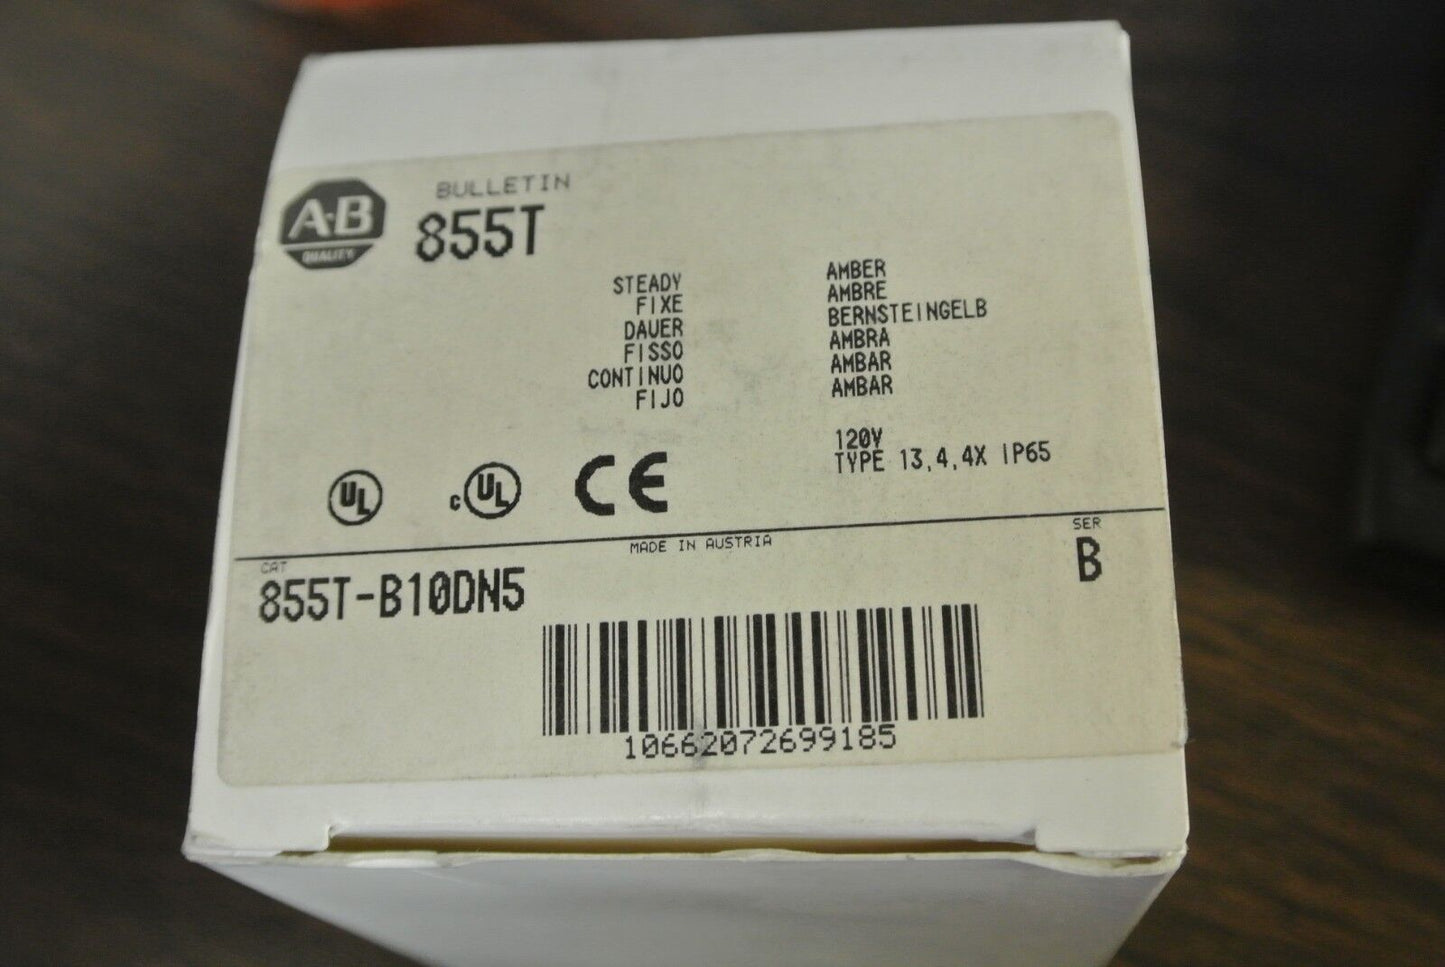 A-B
QUALITY
BULLETIN
855T
STEADY AMBER
FIXE AMBRE
DAUER BERNSTEINGELB
FISSO AMBRA
CONTINUO AMBAR
FIJO AMBAR
120V
TYPE 13,4,4X IP65
UL
c UL
CE
MADE IN AUSTRIA
SER
B
CAT
855T-B10DN5
10662072699185